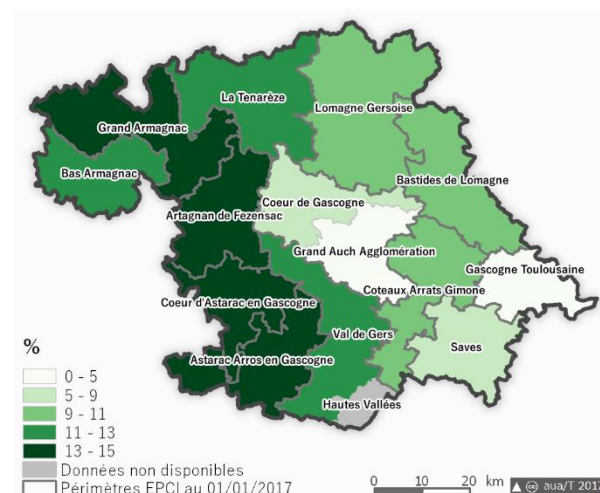 La Tenarèze
Lomagne Gersoise
Grand Armagnac
Bas Armagnac
Bastides de Lomagne
Coeur de Gascogne
Artagnan de Fezensac
Grand Auch Agglomération
Gascogne Toulousaine
Coteaux Arrats Gimone
Coeur d'Astarac en Gascogne
Val de Gers
Saves
Astarac Arros en Gascogne
Hautes Vallées
%
0 - 5
5 - 9
9 - 11
11 - 13
13 - 15
Données non disponibles
Périmètres EPCI au 01/01/2017
0 10 20 km
cc aua/T 2017